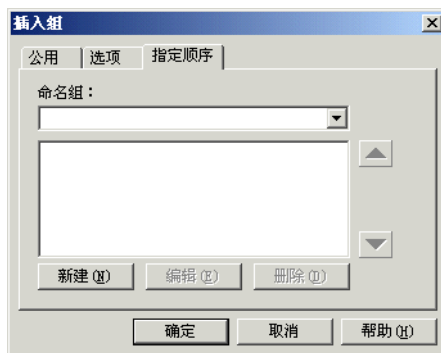 插入组
公用 选项 指定顺序
命名组：
新建(N) 编辑(E) 删除(D)
确定 取消 帮助(H)